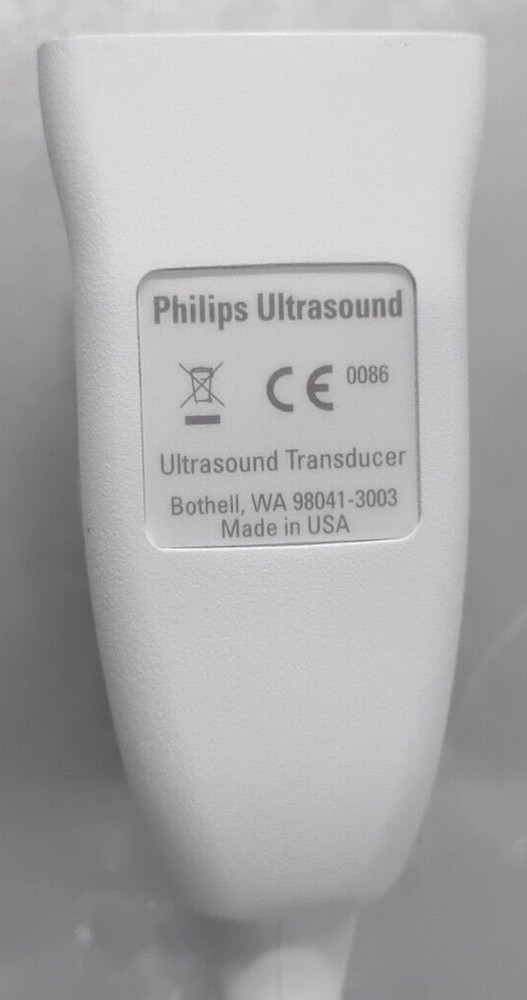 Philips Ultrasound
CE 0086
Ultrasound Transducer
Bothell, WA 98041-3003
Made in USA